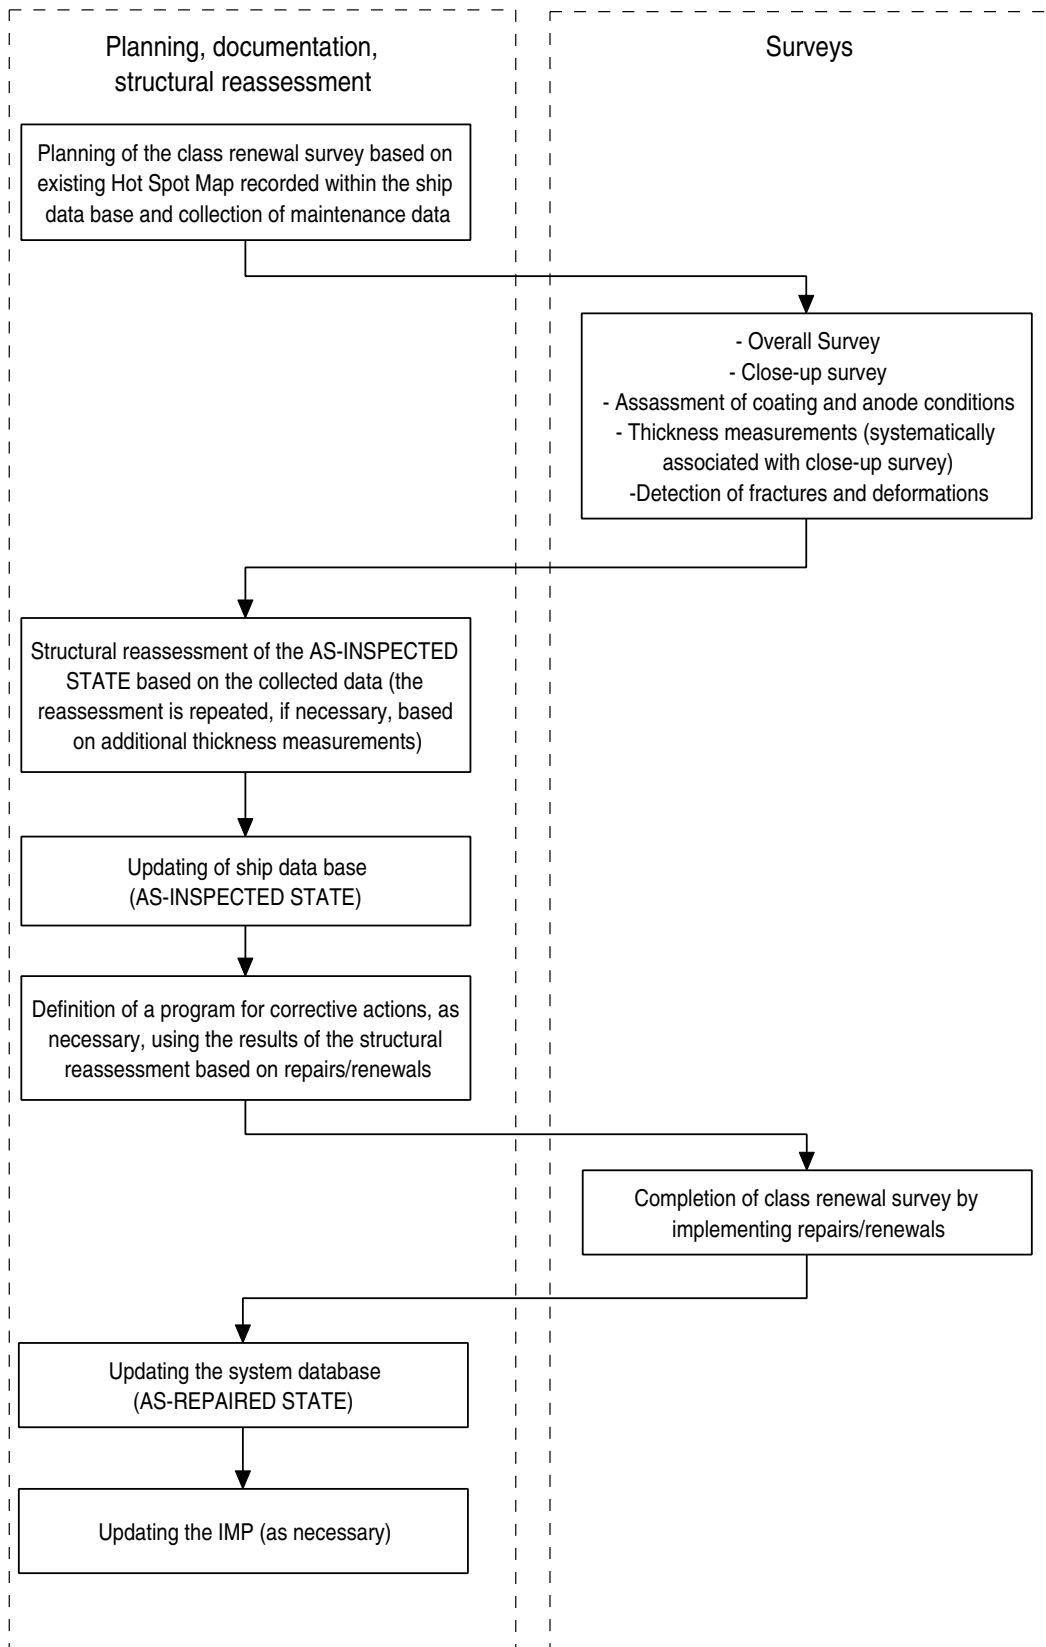 Planning, documentation,
structural reassessment
Surveys
Planning of the class renewal survey based on
existing Hot Spot Map recorded within the ship
data base and collection of maintenance data
- Overall Survey
- Close-up survey
- Assassment of coating and anode conditions
- Thickness measurements (systematically
associated with close-up survey)
-Detection of fractures and deformations
Structural reassessment of the AS-INSPECTED
STATE based on the collected data (the
reassessment is repeated, if necessary, based
on additional thickness measurements)
Updating of ship data base
(AS-INSPECTED STATE)
Definition of a program for corrective actions, as
necessary, using the results of the structural
reassessment based on repairs/renewals
Completion of class renewal survey by
implementing repairs/renewals
Updating the system database
(AS-REPAIRED STATE)
Updating the IMP (as necessary)